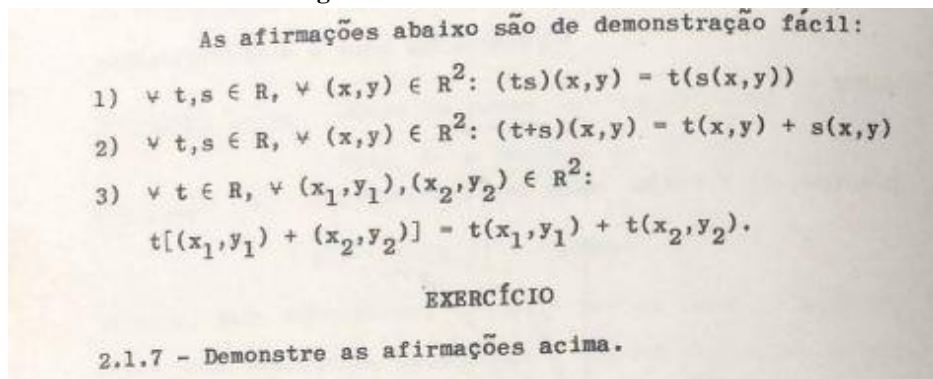 As afirmações abaixo são de demonstração fácil:
1) ∀ t,s ∈ R, ∀ (x,y) ∈ R²: (ts)(x,y) = t(s(x,y))
2) ∀ t,s ∈ R, ∀ (x,y) ∈ R²: (t+s)(x,y) = t(x,y) + s(x,y)
3) ∀ t ∈ R, ∀ (x₁,y₁),(x₂,y₂) ∈ R²:
t[(x₁,y₁) + (x₂,y₂)] = t(x₁,y₁) + t(x₂,y₂).
EXERCÍCIO
2.1.7 - Demonstre as afirmações acima.